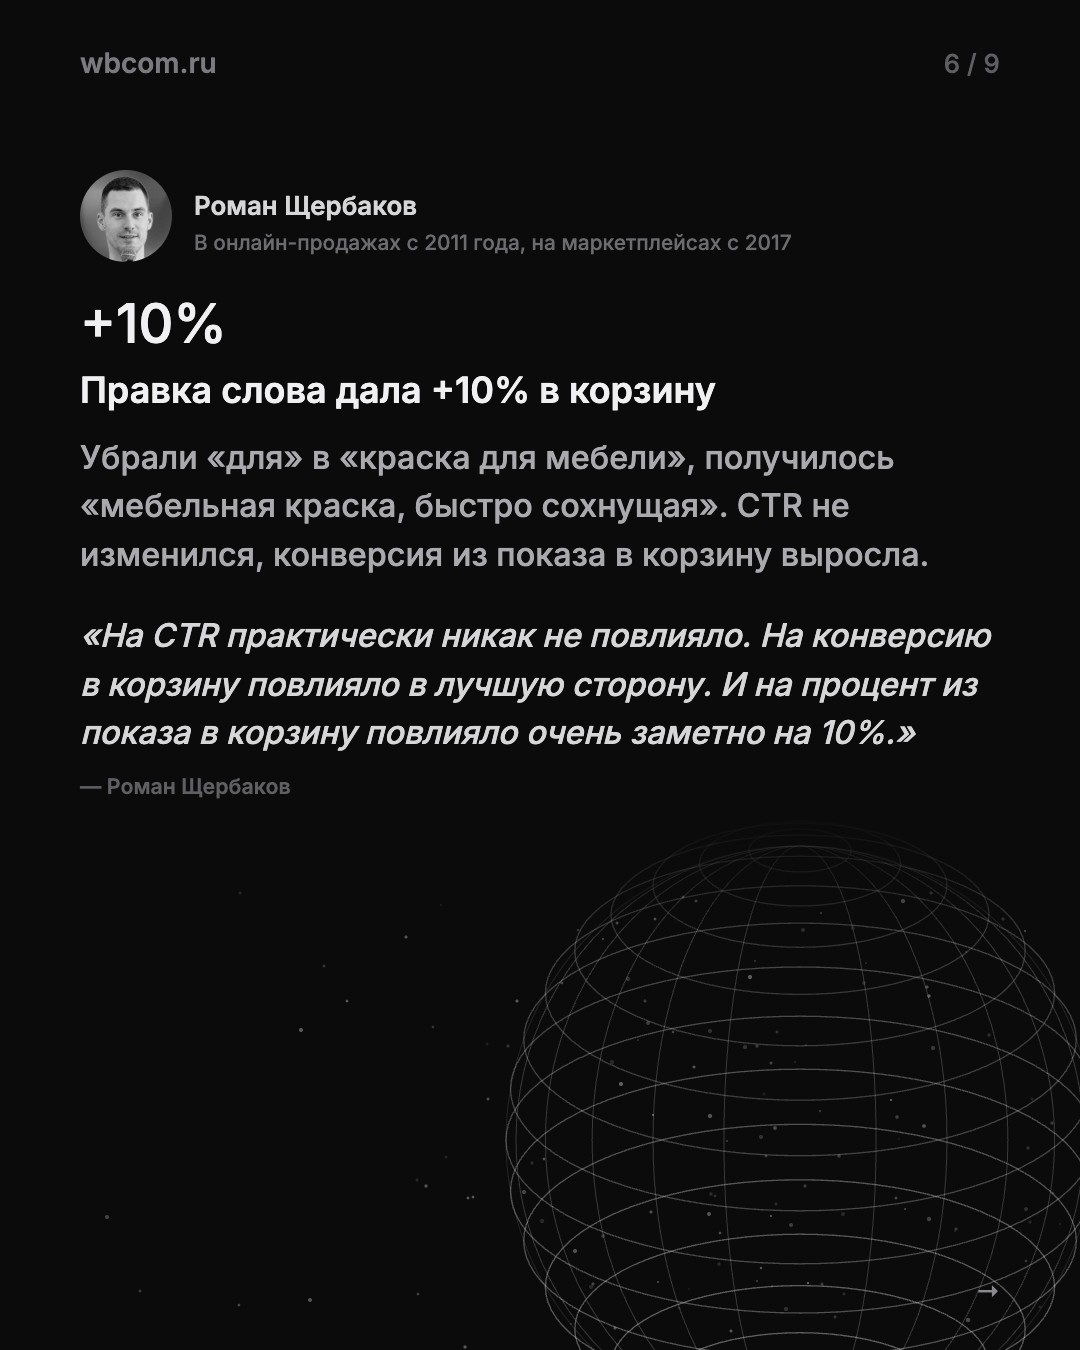 wbcom.ru
6 / 9
Роман Щербаков
В онлайн-продажах с 2011 года, на маркетплейсах с 2017
+10%
Правка слова дала +10% в корзину
Убрали «для» в «краска для мебели», получилось
«мебельная краска, быстро сохнущая». CTR не
изменился, конверсия из показа в корзину выросла.
«На CTR практически никак не повлияло. На конверсию
в корзину повлияло в лучшую сторону. И на процент из
показа в корзину повлияло очень заметно на 10%.»
— Роман Щербаков
→